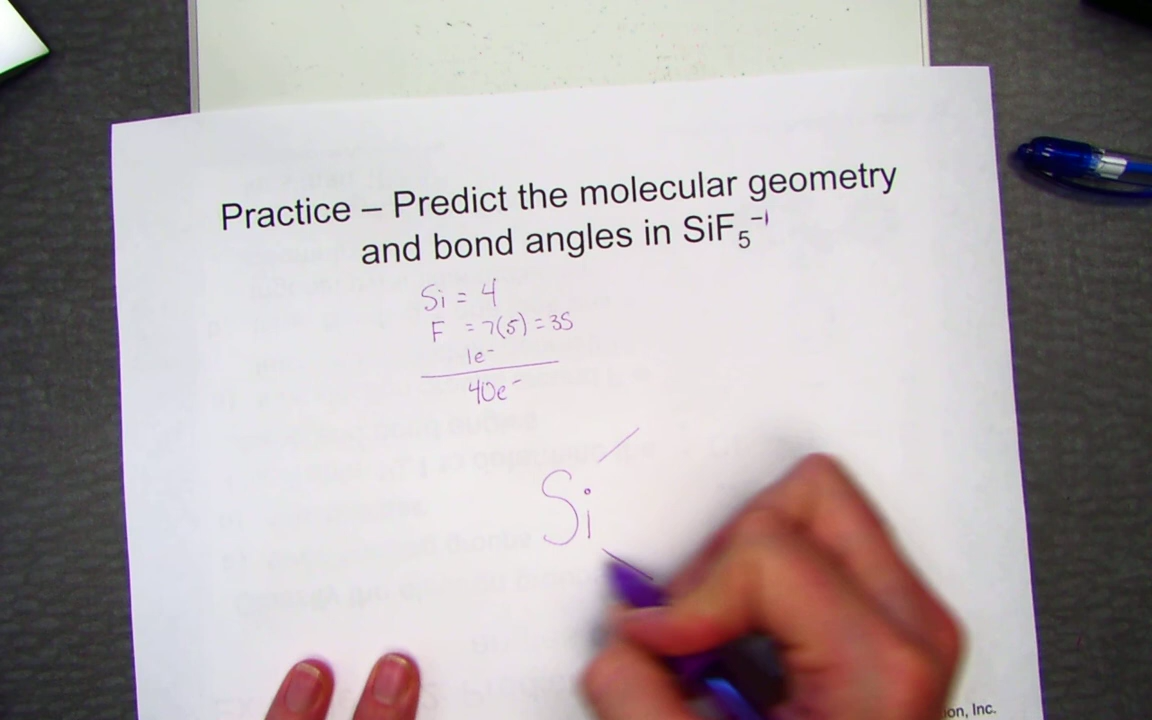 Practice – Predict the molecular geometry
and bond angles in SiF5⁻¹
Si = 4
F = 7(5) = 35
1e⁻
40e⁻
Si
on, Inc.